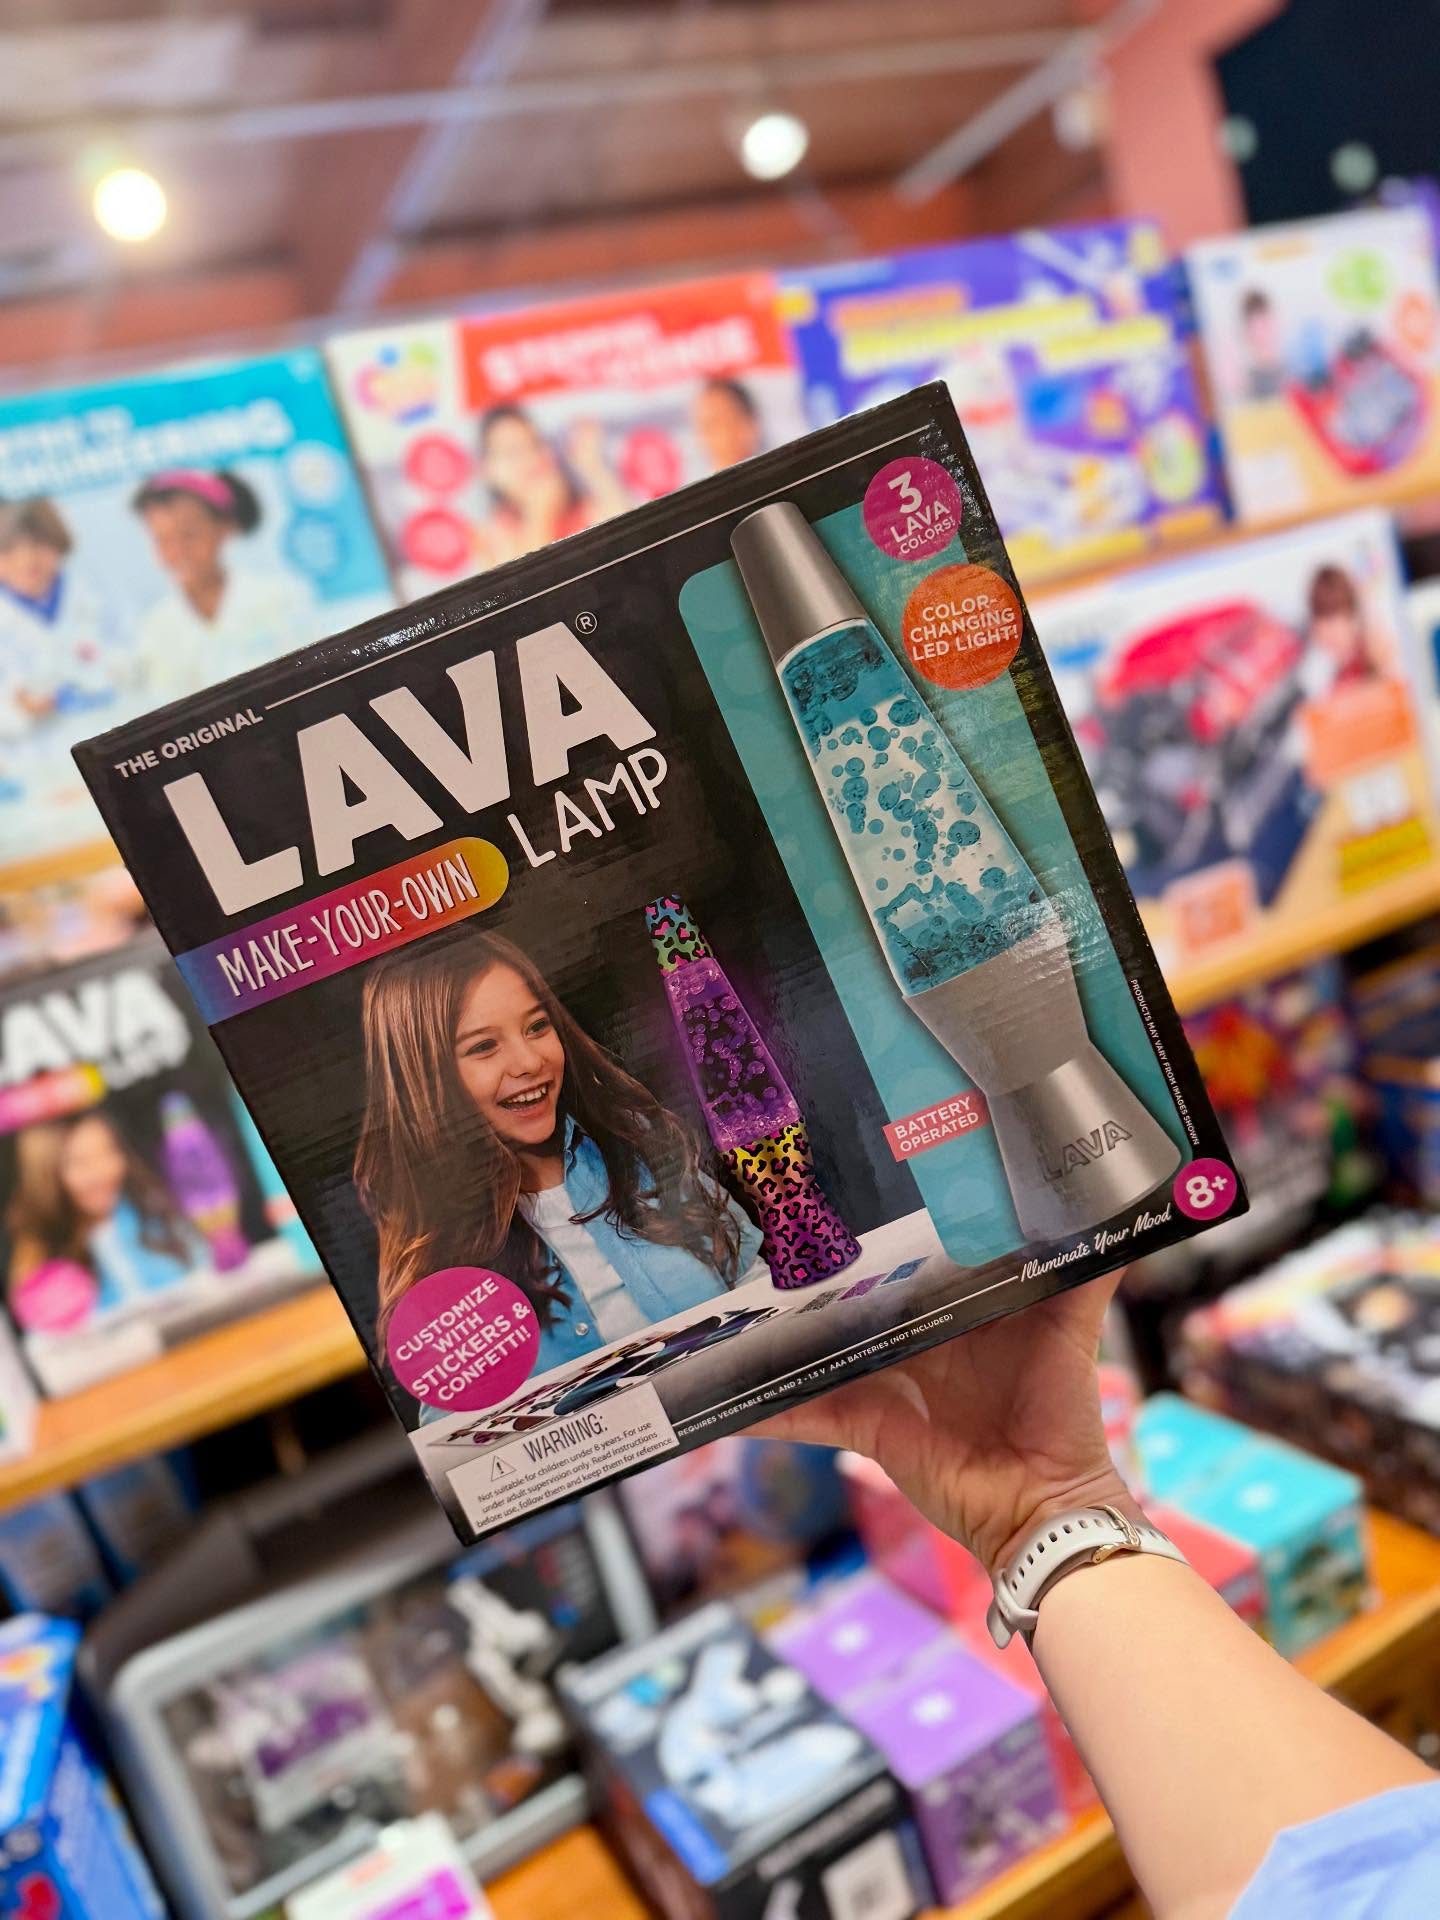 THE ORIGINAL
LAVA®
LAMP
MAKE-YOUR-OWN
3
LAVA
COLORS!
COLOR-
CHANGING
LED LIGHT!
BATTERY
OPERATED
LAVA
PRODUCTS MAY VARY FROM IMAGES SHOWN
8+
Illuminate Your Mood
CUSTOMIZE
WITH
STICKERS &
CONFETTI!
REQUIRES VEGETABLE OIL AND 2 - 1.5 V AAA BATTERIES (NOT INCLUDED)
WARNING:
Not suitable for children under 8 years. For use
under adult supervision only. Read instructions
before use, follow them and keep them for reference.
LAVA